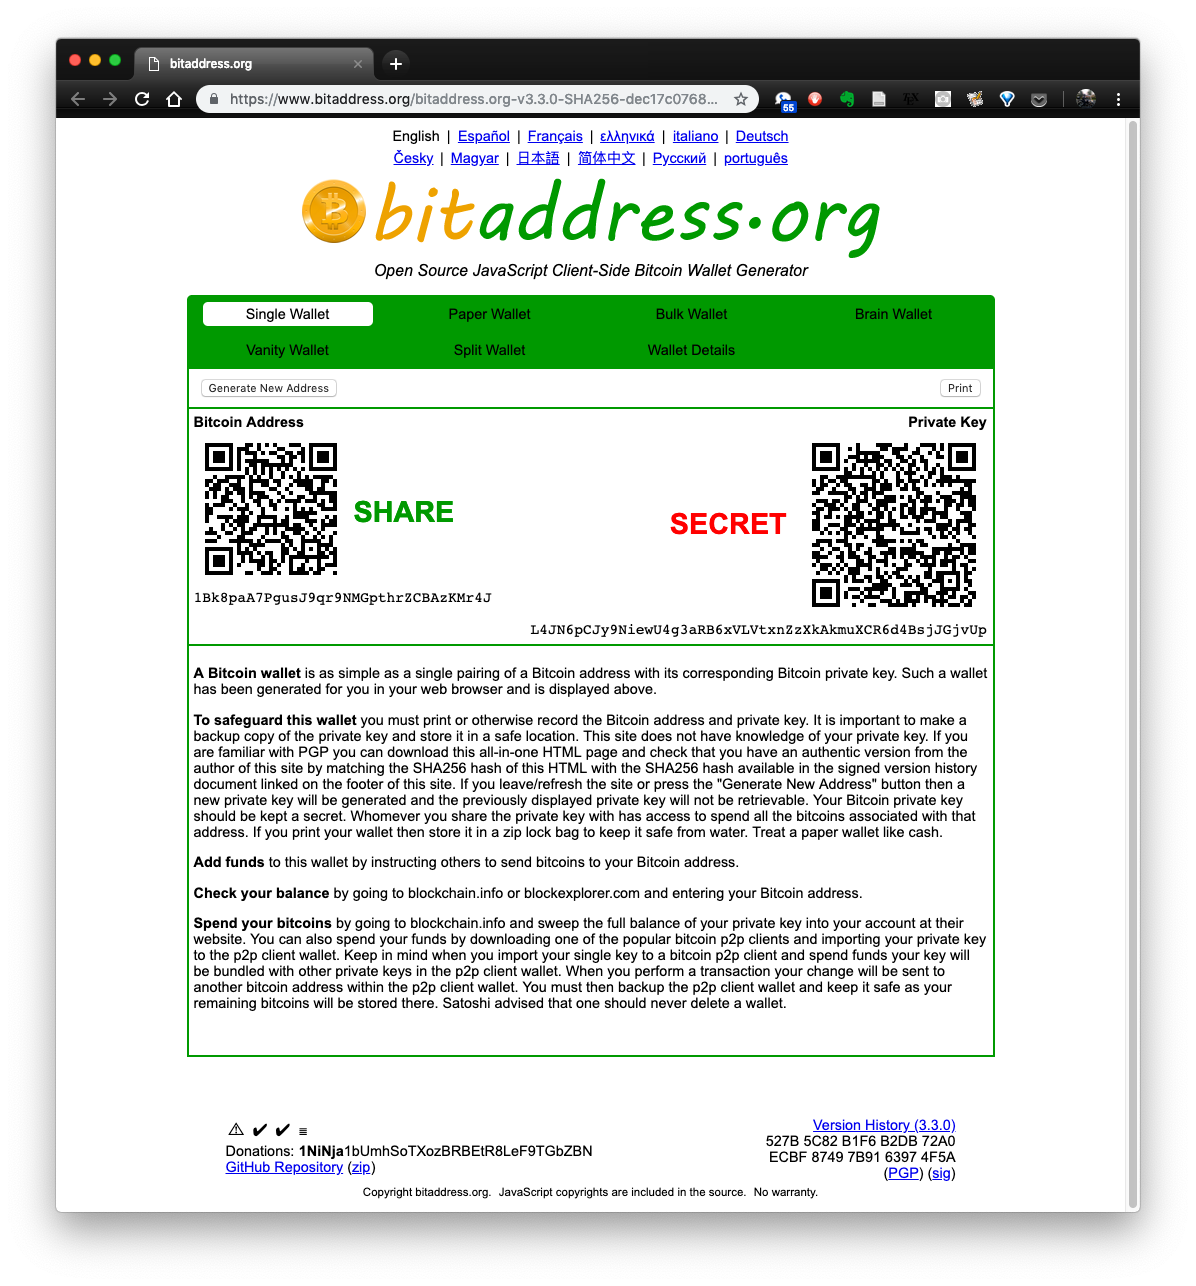 bitaddress.org
https://www.bitaddress.org/bitaddress.org-v3.3.0-SHA256-dec17c0768...
55
English | Español | Français | ελληνικά | italiano | Deutsch
Česky | Magyar | 日本語 | 简体中文 | Русский | português
bitaddress.org
Open Source JavaScript Client-Side Bitcoin Wallet Generator
Single Wallet Paper Wallet Bulk Wallet Brain Wallet
Vanity Wallet Split Wallet Wallet Details
Generate New Address Print
Bitcoin Address Private Key
SHARE
SECRET
1Bk8paA7PgusJ9qr9NMGpthrZCBAzKMr4J
L4JN6pCJy9NiewU4g3aRB6xVLVtxnZzXkAkmuXCR6d4BsjJGjvUp
A Bitcoin wallet is as simple as a single pairing of a Bitcoin address with its corresponding Bitcoin private key. Such a wallet
has been generated for you in your web browser and is displayed above.
To safeguard this wallet you must print or otherwise record the Bitcoin address and private key. It is important to make a
backup copy of the private key and store it in a safe location. This site does not have knowledge of your private key. If you
are familiar with PGP you can download this all-in-one HTML page and check that you have an authentic version from the
author of this site by matching the SHA256 hash of this HTML with the SHA256 hash available in the signed version history
document linked on the footer of this site. If you leave/refresh the site or press the "Generate New Address" button then a
new private key will be generated and the previously displayed private key will not be retrievable. Your Bitcoin private key
should be kept a secret. Whomever you share the private key with has access to spend all the bitcoins associated with that
address. If you print your wallet then store it in a zip lock bag to keep it safe from water. Treat a paper wallet like cash.
Add funds to this wallet by instructing others to send bitcoins to your Bitcoin address.
Check your balance by going to blockchain.info or blockexplorer.com and entering your Bitcoin address.
Spend your bitcoins by going to blockchain.info and sweep the full balance of your private key into your account at their
website. You can also spend your funds by downloading one of the popular bitcoin p2p clients and importing your private key
to the p2p client wallet. Keep in mind when you import your single key to a bitcoin p2p client and spend funds your key will
be bundled with other private keys in the p2p client wallet. When you perform a transaction your change will be sent to
another bitcoin address within the p2p client wallet. You must then backup the p2p client wallet and keep it safe as your
remaining bitcoins will be stored there. Satoshi advised that one should never delete a wallet.
Donations: 1NiNja1bUmhSoTXozBRBEtR8LeF9TGbZBN
GitHub Repository (zip)
Version History (3.3.0)
527B 5C82 B1F6 B2DB 72A0
ECBF 8749 7B91 6397 4F5A
(PGP) (sig)
Copyright bitaddress.org. JavaScript copyrights are included in the source. No warranty.